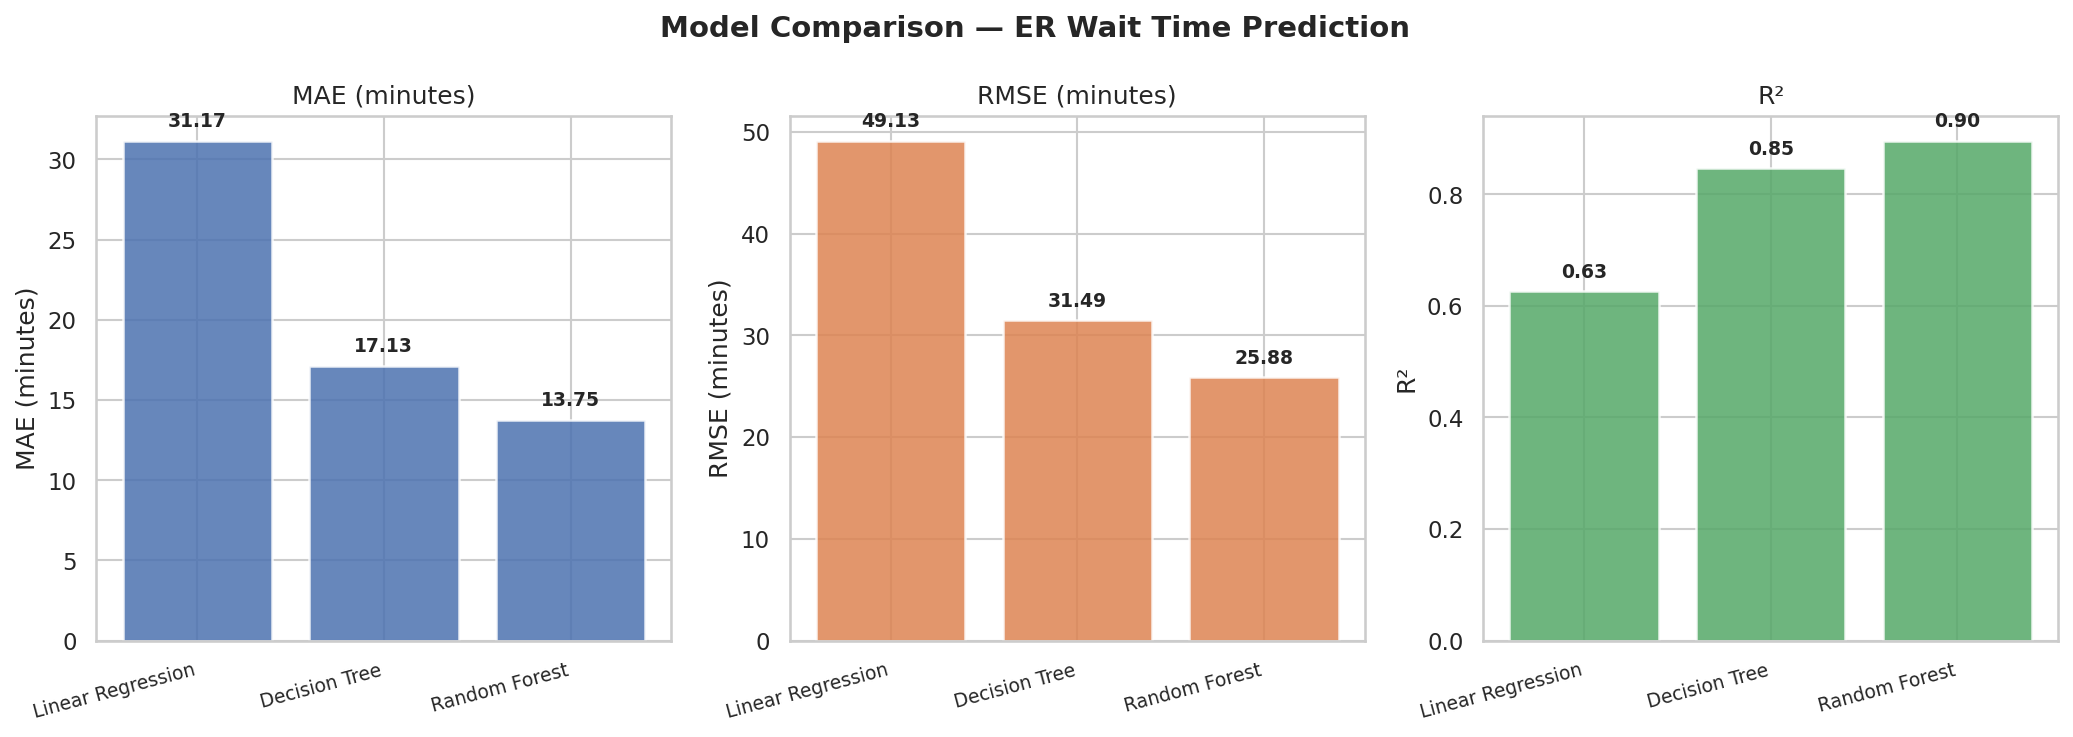 Model Comparison — ER Wait Time Prediction
MAE (minutes)
MAE (minutes)
30
25
20
15
10
5
0
31.17
17.13
13.75
Linear Regression
Decision Tree
Random Forest
RMSE (minutes)
RMSE (minutes)
50
40
30
20
10
0
49.13
31.49
25.88
Linear Regression
Decision Tree
Random Forest
R²
R²
0.8
0.6
0.4
0.2
0.0
0.63
0.85
0.90
Linear Regression
Decision Tree
Random Forest